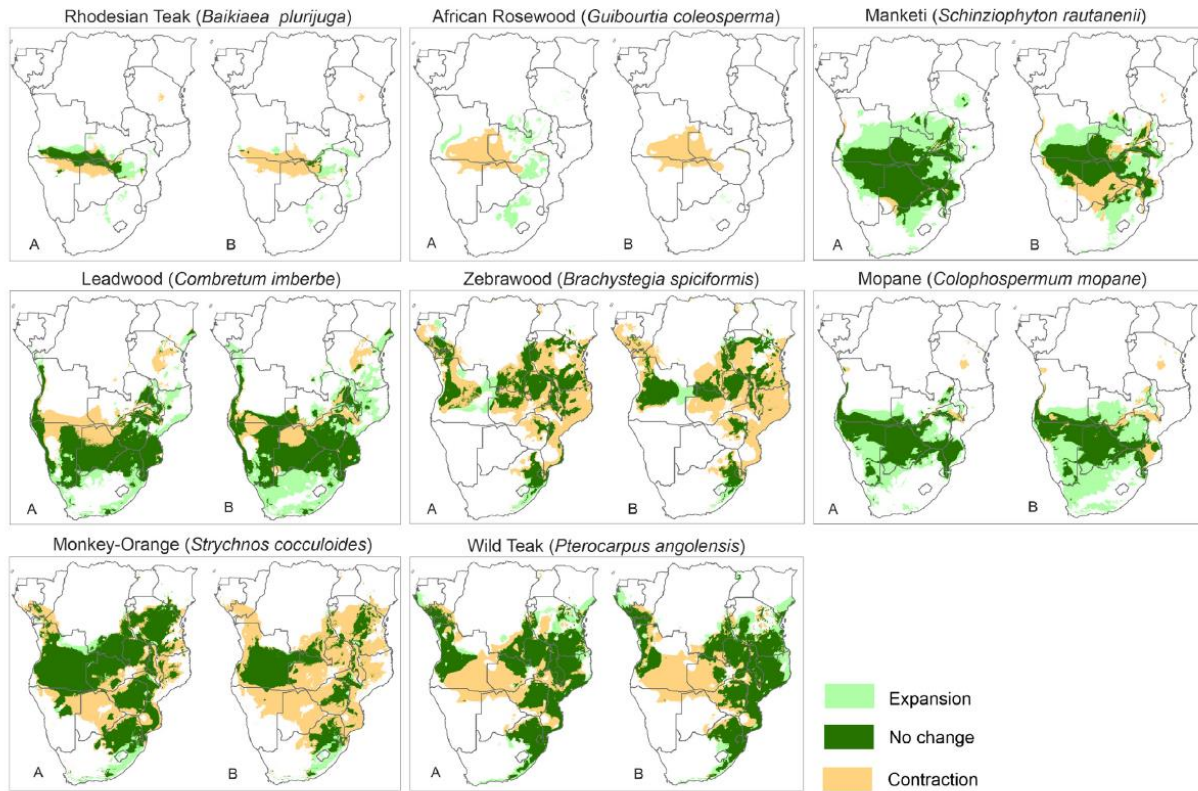 Rhodesian Teak (Baikiaea plurijuga)
African Rosewood (Guibourtia coleosperma)
Manketi (Schinziophyton rautanenii)
A
B
A
B
A
B
Leadwood (Combretum imberbe)
Zebrawood (Brachystegia spiciformis)
Mopane (Colophospermum mopane)
A
B
A
B
A
B
Monkey-Orange (Strychnos cocculoides)
Wild Teak (Pterocarpus angolensis)
A
B
A
B
Expansion
No change
Contraction